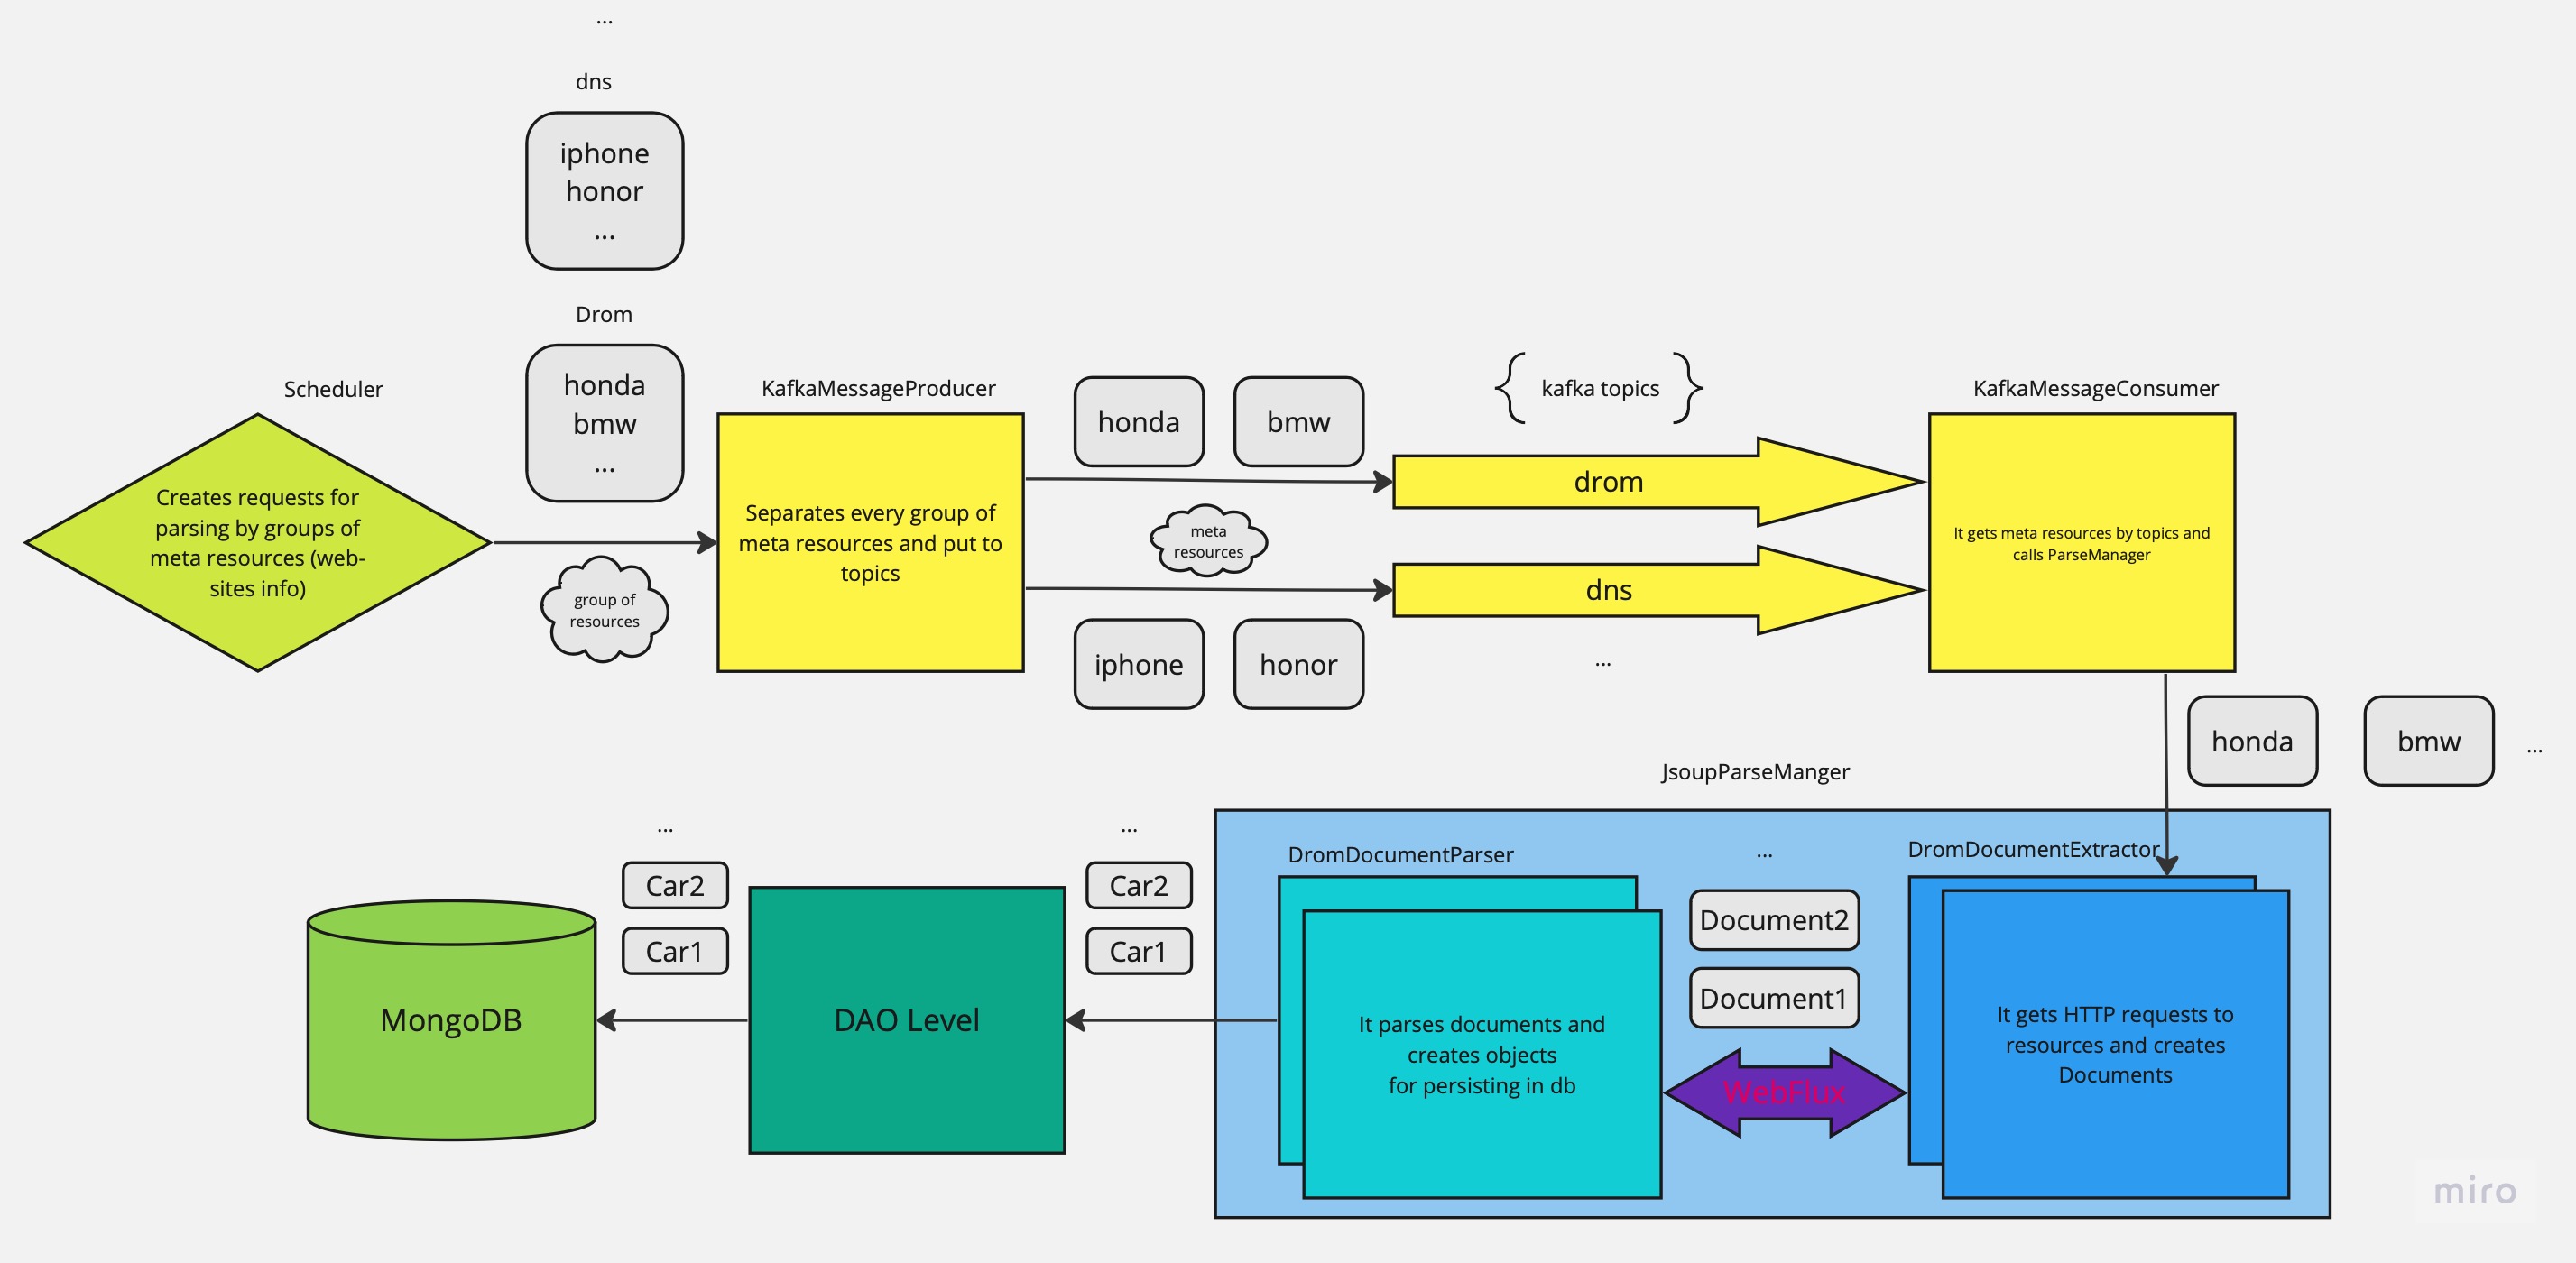 ...
dns
iphone
honor
...
Drom
honda
bmw
...
Scheduler
Creates requests for
parsing by groups of
meta resources (web-
sites info)
group of
resources
KafkaMessageProducer
Separates every group of
meta resources and put to
topics
honda
bmw
meta
resources
iphone
honor
kafka topics
drom
dns
...
KafkaMessageConsumer
It gets meta resources by topics and
calls ParseManager
honda
bmw
...
JsoupParseManger
DromDocumentExtractor
It gets HTTP requests to
resources and creates
Documents
...
Document2
Document1
WebFlux
DromDocumentParser
It parses documents and
creates objects
for persisting in db
...
Car2
Car1
DAO Level
...
Car2
Car1
MongoDB
miro